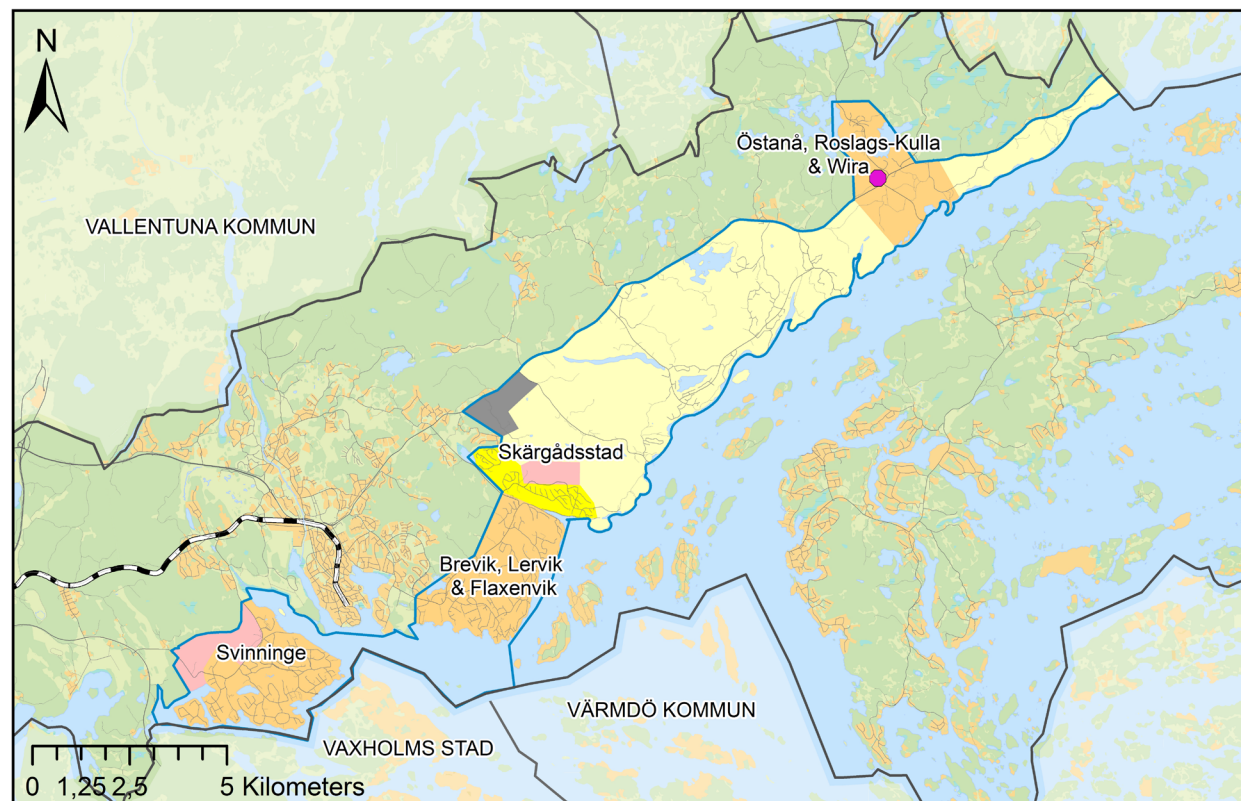 N
Östanå, Roslags-Kulla
& Wira
VALLENTUNA KOMMUN
Skärgådsstad
Brevik, Lervik
& Flaxenvik
Svinninge
VÄRMDÖ KOMMUN
VAXHOLMS STAD
0 1,25 2,5 5 Kilometers